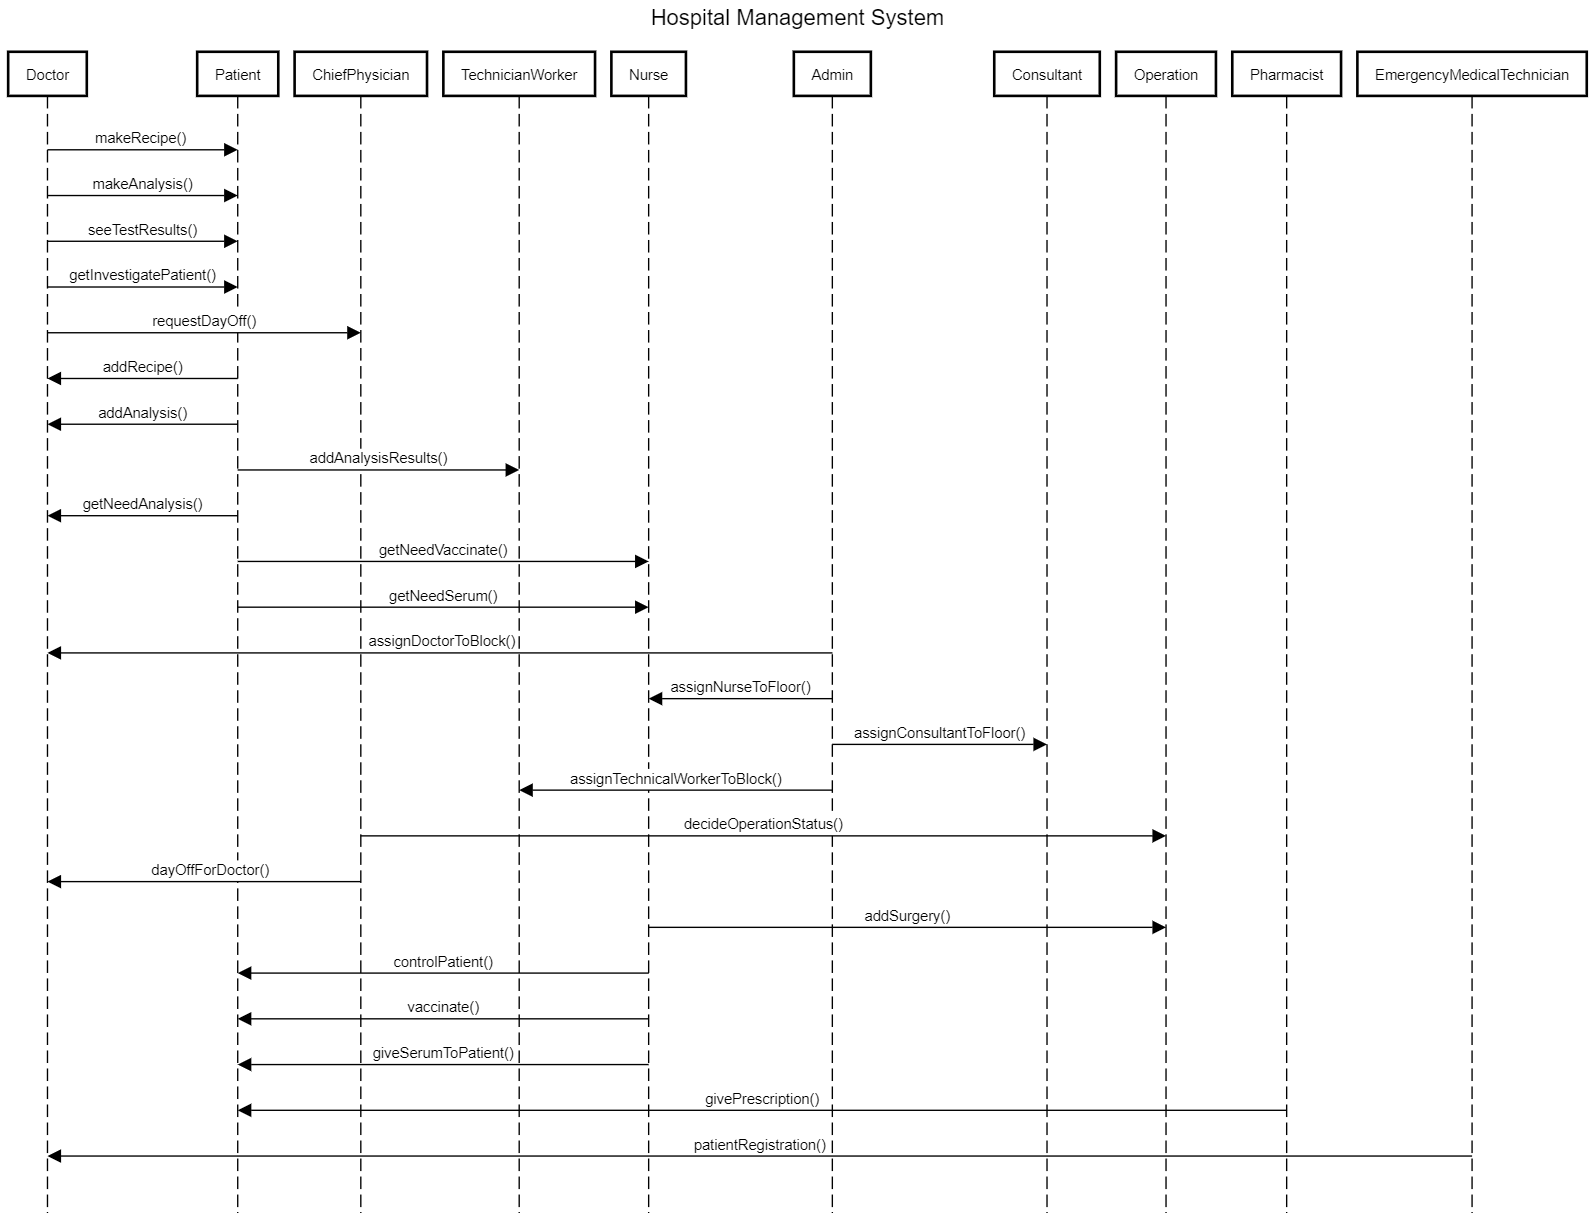 Hospital Management System
Doctor
Patient
ChiefPhysician
TechnicianWorker
Nurse
Admin
Consultant
Operation
Pharmacist
EmergencyMedicalTechnician
makeRecipe()
makeAnalysis()
seeTestResults()
getInvestigatePatient()
requestDayOff()
addRecipe()
addAnalysis()
addAnalysisResults()
getNeedAnalysis()
getNeedVaccinate()
getNeedSerum()
assignDoctorToBlock()
assignNurseToFloor()
assignConsultantToFloor()
assignTechnicalWorkerToBlock()
decideOperationStatus()
dayOffForDoctor()
addSurgery()
controlPatient()
vaccinate()
giveSerumToPatient()
givePrescription()
patientRegistration()